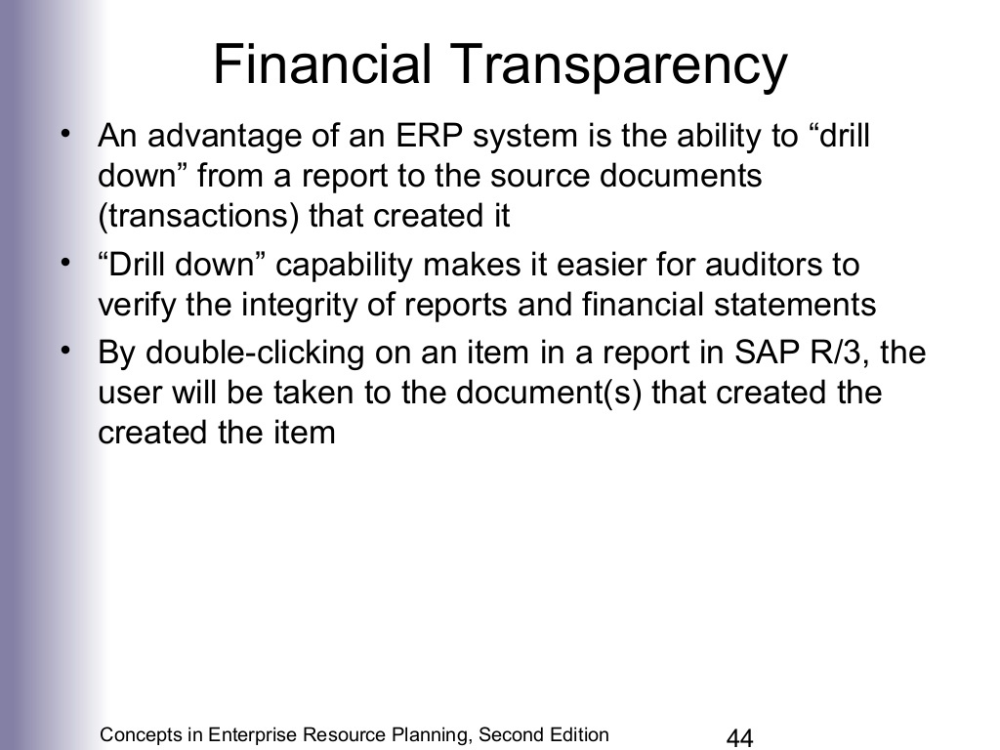 Financial Transparency
• An advantage of an ERP system is the ability to “drill
down” from a report to the source documents
(transactions) that created it
• “Drill down” capability makes it easier for auditors to
verify the integrity of reports and financial statements
• By double-clicking on an item in a report in SAP R/3, the
user will be taken to the document(s) that created the
created the item
Concepts in Enterprise Resource Planning, Second Edition
44